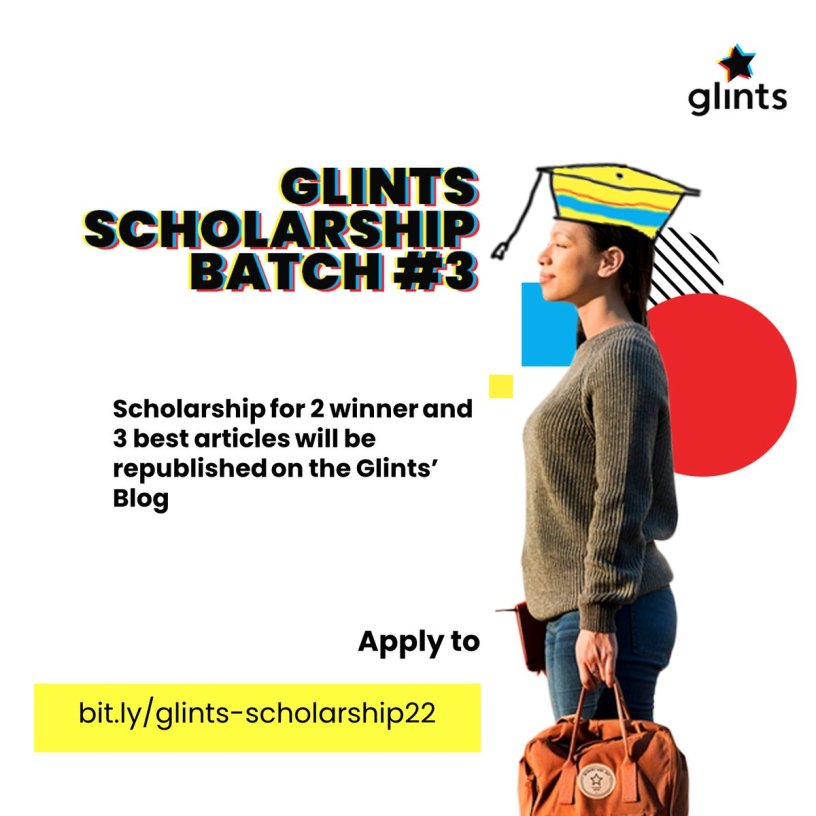 glints
GLINTS
SCHOLARSHIP
BATCH #3
Scholarship for 2 winner and
3 best articles will be
republished on the Glints’
Blog
Apply to
bit.ly/glints-scholarship22